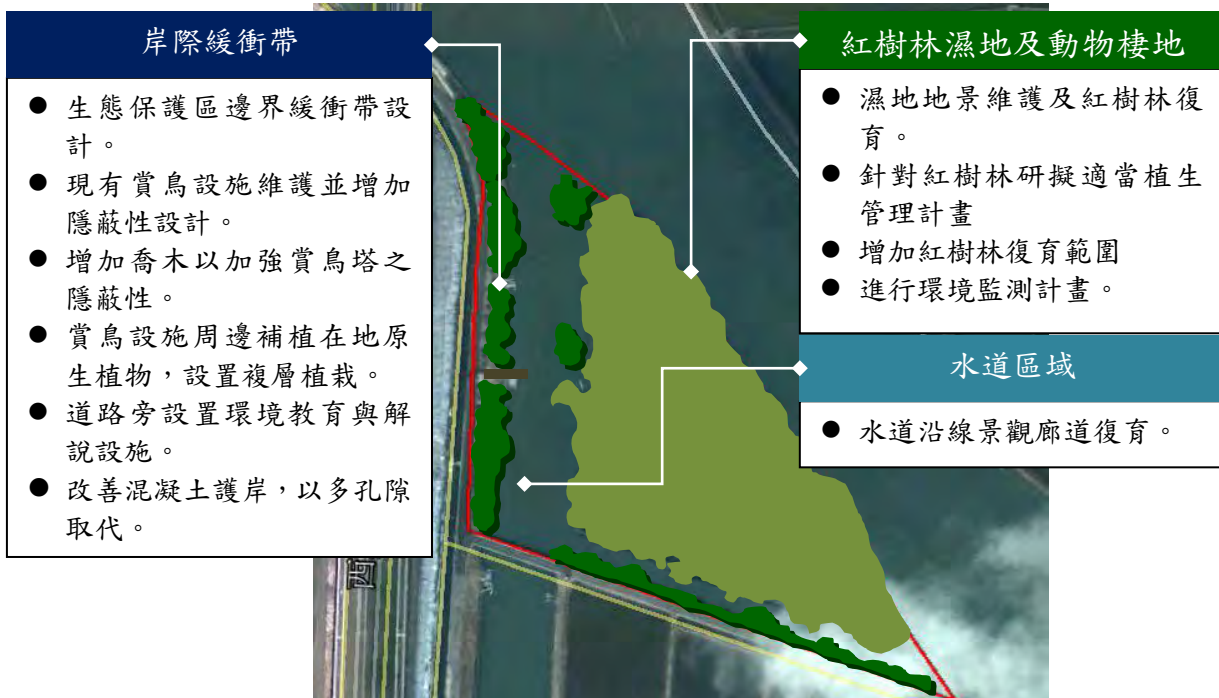 岸際緩衝帶
● 生態保護區邊界緩衝帶設
計。
● 現有賞鳥設施維護並增加
隱蔽性設計。
● 增加喬木以加強賞鳥塔之
隱蔽性。
● 賞鳥設施周邊補植在地原
生植物，設置複層植栽。
● 道路旁設置環境教育與解
說設施。
● 改善混凝土護岸，以多孔隙
取代。
紅樹林濕地及動物棲地
● 濕地地景維護及紅樹林復
育。
● 針對紅樹林研擬適當植生
管理計畫
● 增加紅樹林復育範圍
● 進行環境監測計畫。
水道區域
● 水道沿線景觀廊道復育。
西